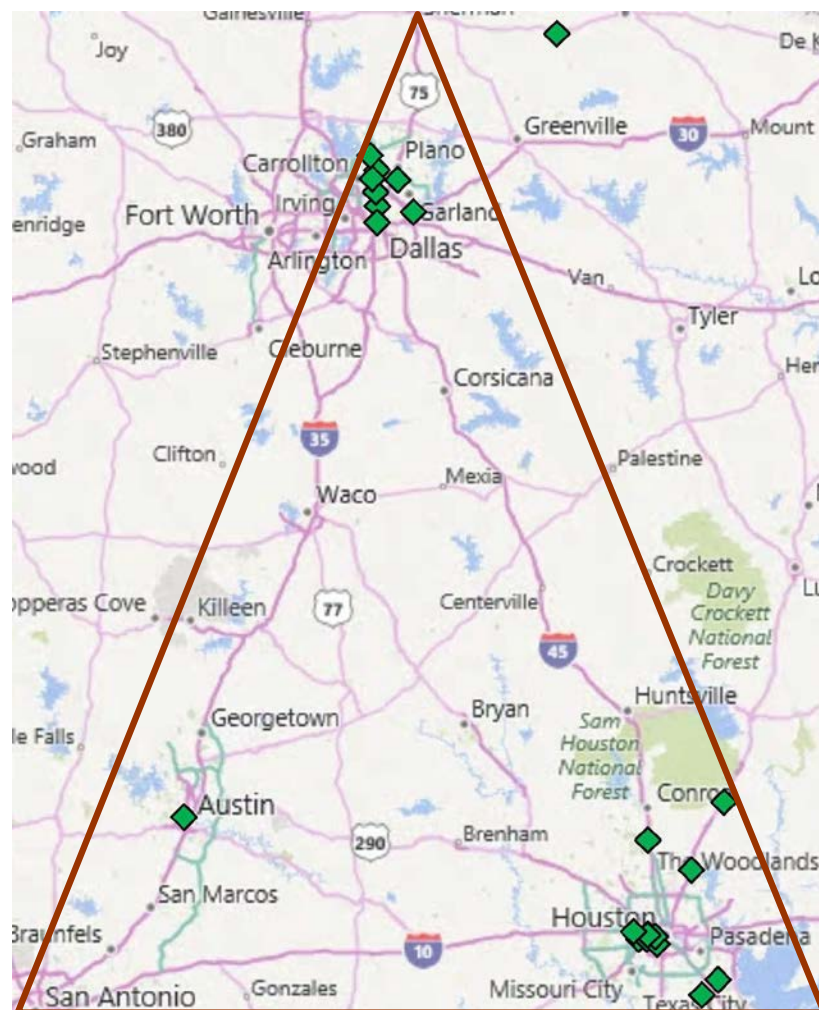 Gainesville
Sherman
Joy
De K
75
380
Graham
Greenville
30
Mount
Carrollton
Plano
Irving
Garland
enridge
Fort Worth
Dallas
Arlington
Van
Lo
Tyler
Stephenville
Cleburne
Hen
Corsicana
35
Clifton
Palestine
wood
Mexia
Waco
Crockett
Davy
Crockett
National
Forest
Lu
opperas Cove
Killeen
77
Centerville
45
Huntsville
Georgetown
Bryan
Sam
Houston
National
Forest
le Falls
Conro
Austin
290
Brenham
The Woodlands
San Marcos
Houston
Braunfels
10
Pasadena
San Antonio
Gonzales
Missouri City
Texas City